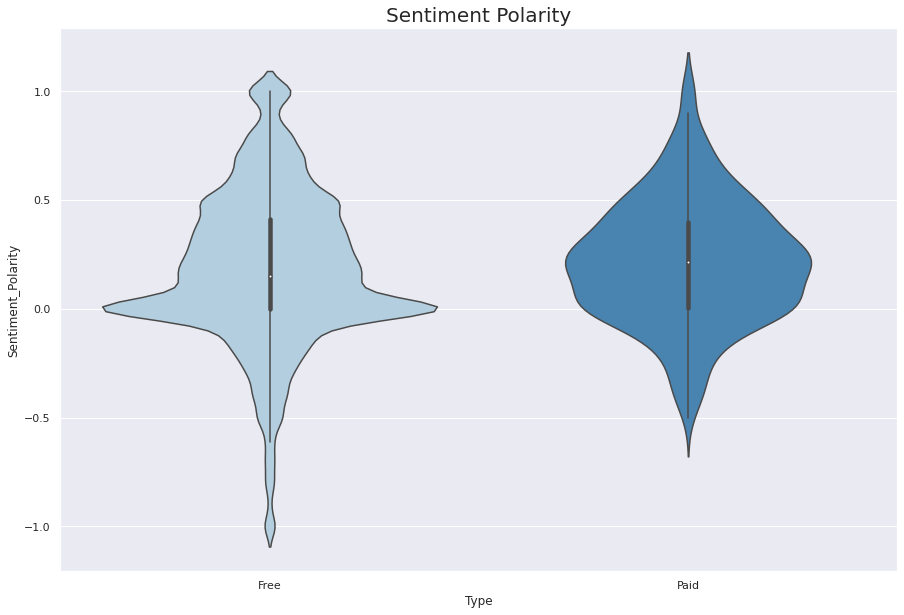 Sentiment Polarity
Sentiment_Polarity
1.0
0.5
0.0
−0.5
−1.0
Free
Paid
Type